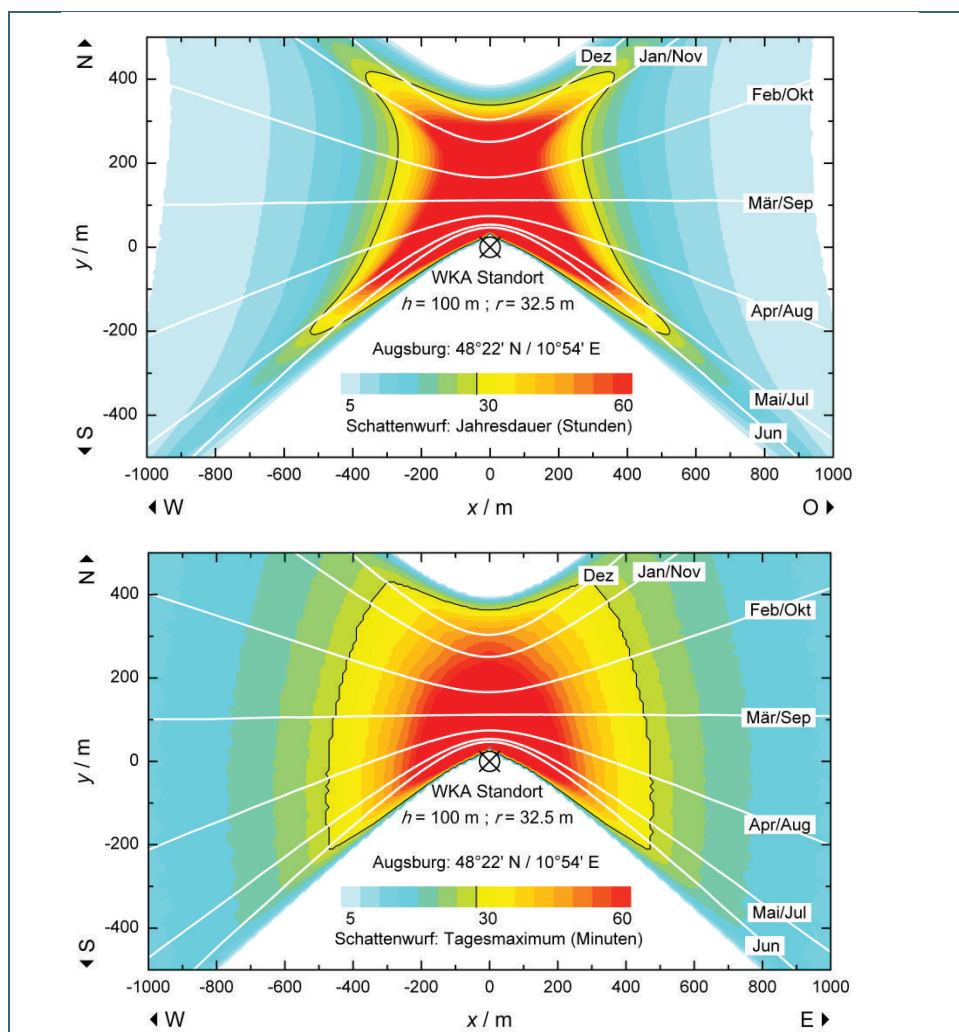 N
Dez
Jan/Nov
400
Feb/Okt
200
Mär/Sep
y / m
0
WKA Standort
h = 100 m ; r = 32.5 m
Apr/Aug
-200
Augsburg: 48°22' N / 10°54' E
5 30 60
Mai/Jul
-400
Schattenwurf: Jahresdauer (Stunden)
Jun
S
-1000 -800 -600 -400 -200 0 200 400 600 800 1000
W x / m O
N
Dez
Jan/Nov
400
Feb/Okt
200
Mär/Sep
y / m
0
WKA Standort
h = 100 m ; r = 32.5 m
Apr/Aug
-200
Augsburg: 48°22' N / 10°54' E
5 30 60
Mai/Jul
-400
Schattenwurf: Tagesmaximum (Minuten)
Jun
S
-1000 -800 -600 -400 -200 0 200 400 600 800 1000
W x / m E